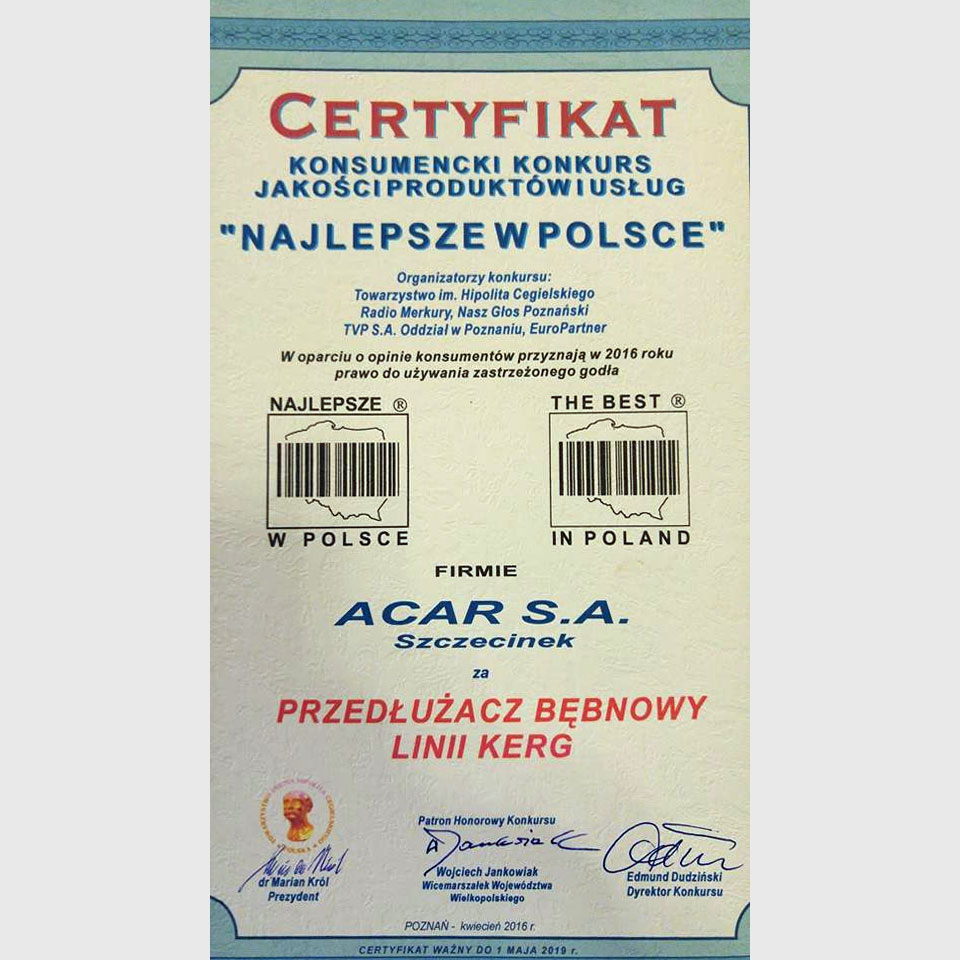 CERTYFIKAT
KONSUMENCKI KONKURS
JAKOŚCI PRODUKTÓW I USŁUG
"NAJLEPSZE W POLSCE"
Organizatorzy konkursu:
Towarzystwo im. Hipolita Cegielskiego
Radio Merkury, Nasz Głos Poznański
TVP S.A. Oddział w Poznaniu, EuroPartner
W oparciu o opinie konsumentów przyznają w 2016 roku
prawo do używania zastrzeżonego godła
NAJLEPSZE ®
W POLSCE
THE BEST ®
IN POLAND
FIRMIE
ACAR S.A.
Szczecinek
za
PRZEDŁUŻACZ BĘBNOWY
LINII KERG
dr Marian Król
Prezydent
Patron Honorowy Konkursu
Wojciech Jankowiak
Wicemarszałek Województwa
Wielkopolskiego
Edmund Dudziński
Dyrektor Konkursu
POZNAŃ - kwiecień 2016 r.
CERTYFIKAT WAŻNY DO 1 MAJA 2019 r.